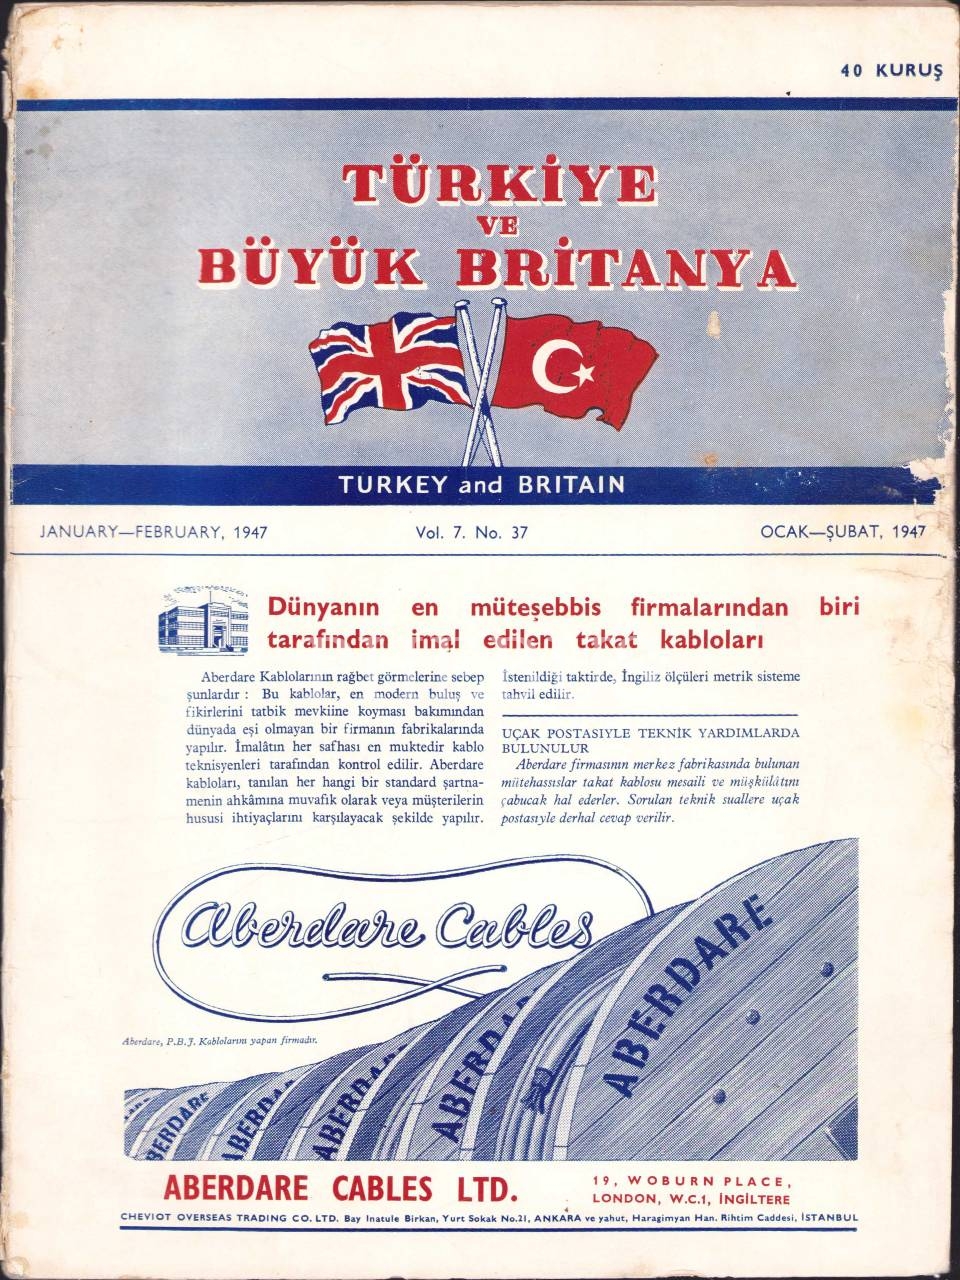 40 KURUŞ
TÜRKİYE
VE
BÜYÜK BRİTANYA
TURKEY and BRITAIN
JANUARY—FEBRUARY, 1947 Vol. 7. No. 37 OCAK—ŞUBAT, 1947
Dünyanın en müteşebbis firmalarından biri
tarafından imal edilen takat kabloları
Aberdare Kablolarının rağbet görmelerine sebep
şunlardır : Bu kablolar, en modern buluş ve
fikirlerini tatbik mevkiine koyması bakımından
dünyada eşi olmayan bir firmanın fabrikalarında
yapılır. İmalâtın her safhası en muktedir kablo
teknisyenleri tarafından kontrol edilir. Aberdare
kabloları, tanılan her hangi bir standard şartna-
menin ahkâmına muvafık olarak veya müşterilerin
hususi ihtiyaçlarını karşılayacak şekilde yapılır.
İstenildiği taktirde, İngiliz ölçüleri metrik sisteme
tahvil edilir.
UÇAK POSTASIYLE TEKNİK YARDIMLARDA
BULUNULUR
Aberdare firmasının merkez fabrikasında bulunan
mütehassıslar takat kablosu mesaili ve müşkülâtını
çabucak hal ederler. Sorulan teknik suallere uçak
postasıyle derhal cevap verilir.
Aberdare Cables
Aberdare, P.B.J. Kablolarını yapan firmadır.
ABERDARE
ABERDA
ABERDAR
ABERDA
ABERDA
BERDARE
ABERDARE CABLES LTD.
19, WOBURN PLACE,
LONDON, W.C.1, İNGİLTERE
CHEVIOT OVERSEAS TRADING CO. LTD. Bay Inatule Birkan, Yurt Sokak No.21, ANKARA ve yahut, Haragimyan Han. Rihtim Caddesi, İSTANBUL